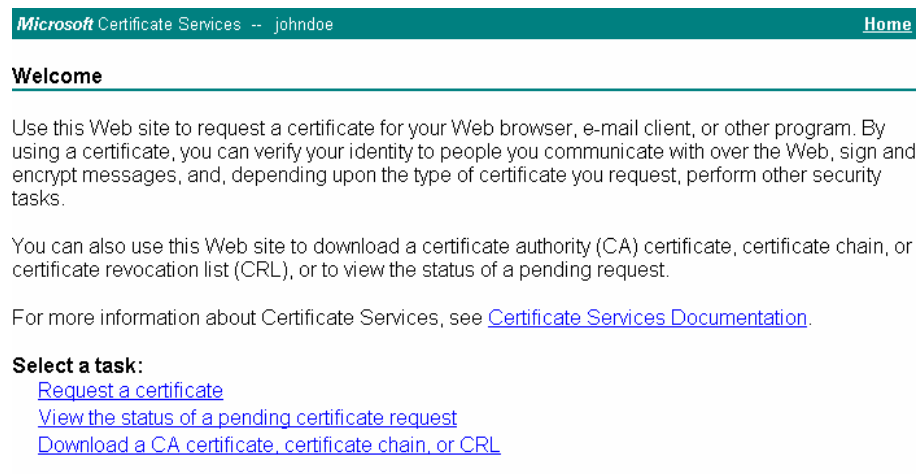 Microsoft Certificate Services -- johndoe Home
Welcome
Use this Web site to request a certificate for your Web browser, e-mail client, or other program. By
using a certificate, you can verify your identity to people you communicate with over the Web, sign and
encrypt messages, and, depending upon the type of certificate you request, perform other security
tasks.
You can also use this Web site to download a certificate authority (CA) certificate, certificate chain, or
certificate revocation list (CRL), or to view the status of a pending request.
For more information about Certificate Services, see Certificate Services Documentation.
Select a task:
Request a certificate
View the status of a pending certificate request
Download a CA certificate, certificate chain, or CRL